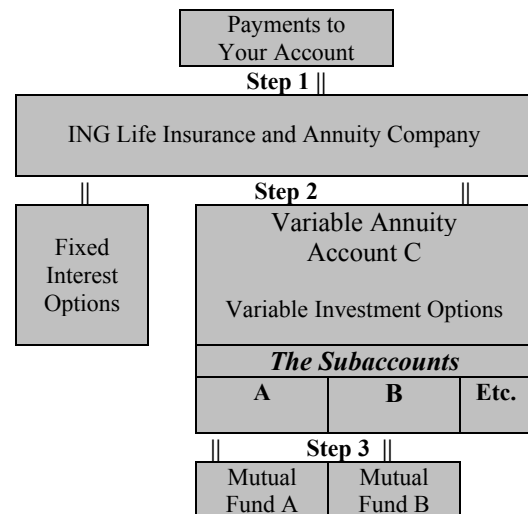 Payments to
Your Account
Step 1 ||
ING Life Insurance and Annuity Company
|| Step 2 ||
Fixed
Interest
Options
Variable Annuity
Account C
Variable Investment Options
The Subaccounts
A B Etc.
|| Step 3 ||
Mutual
Fund A
Mutual
Fund B